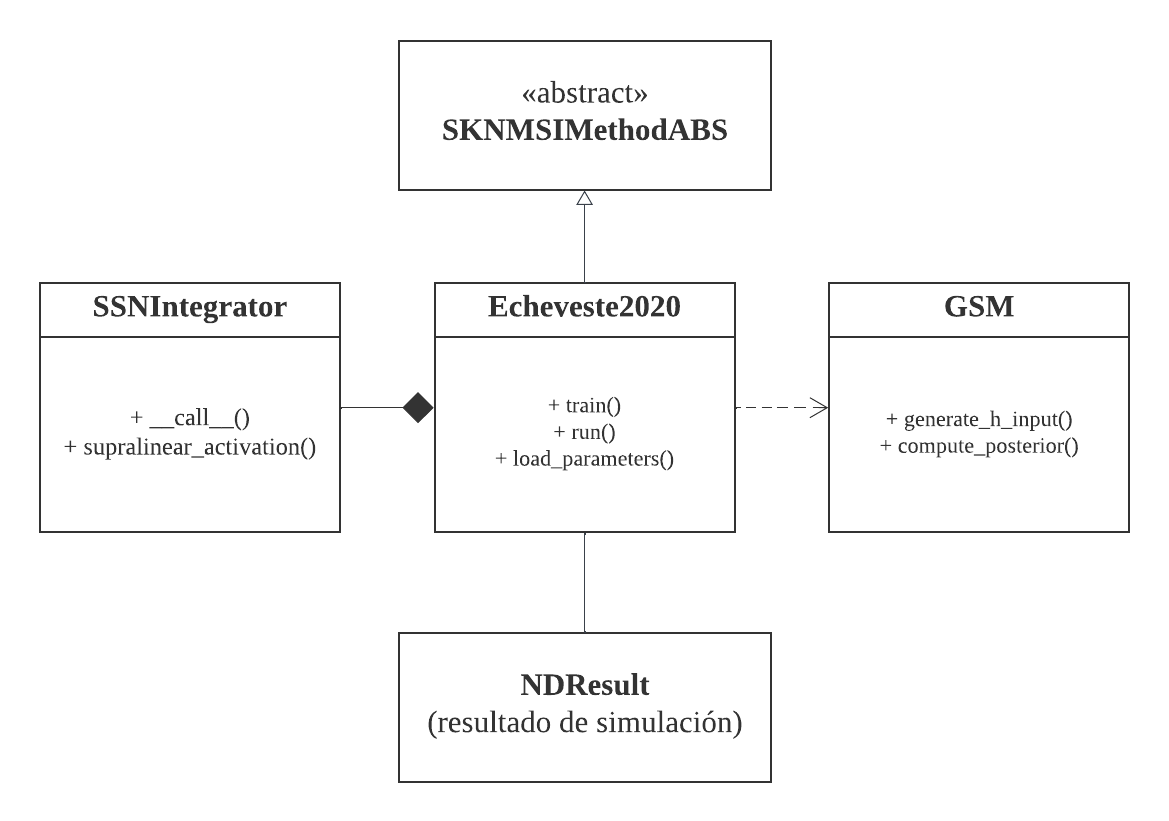 «abstract»
SKNMSIMethodABS
SSNIntegrator
+ __call__()
+ supralinear_activation()
Echeveste2020
+ train()
+ run()
+ load_parameters()
GSM
+ generate_h_input()
+ compute_posterior()
NDResult
(resultado de simulación)